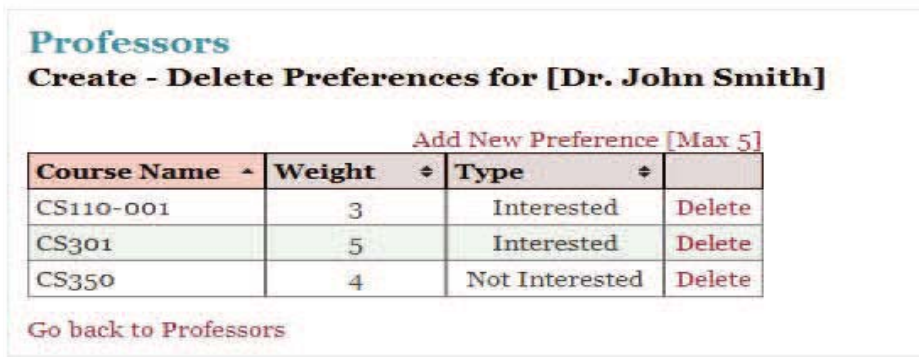 Professors
Create - Delete Preferences for [Dr. John Smith]
Add New Preference [Max 5]
Course Name Weight Type
CS110-001 3 Interested Delete
CS301 5 Interested Delete
CS350 4 Not Interested Delete
Go back to Professors